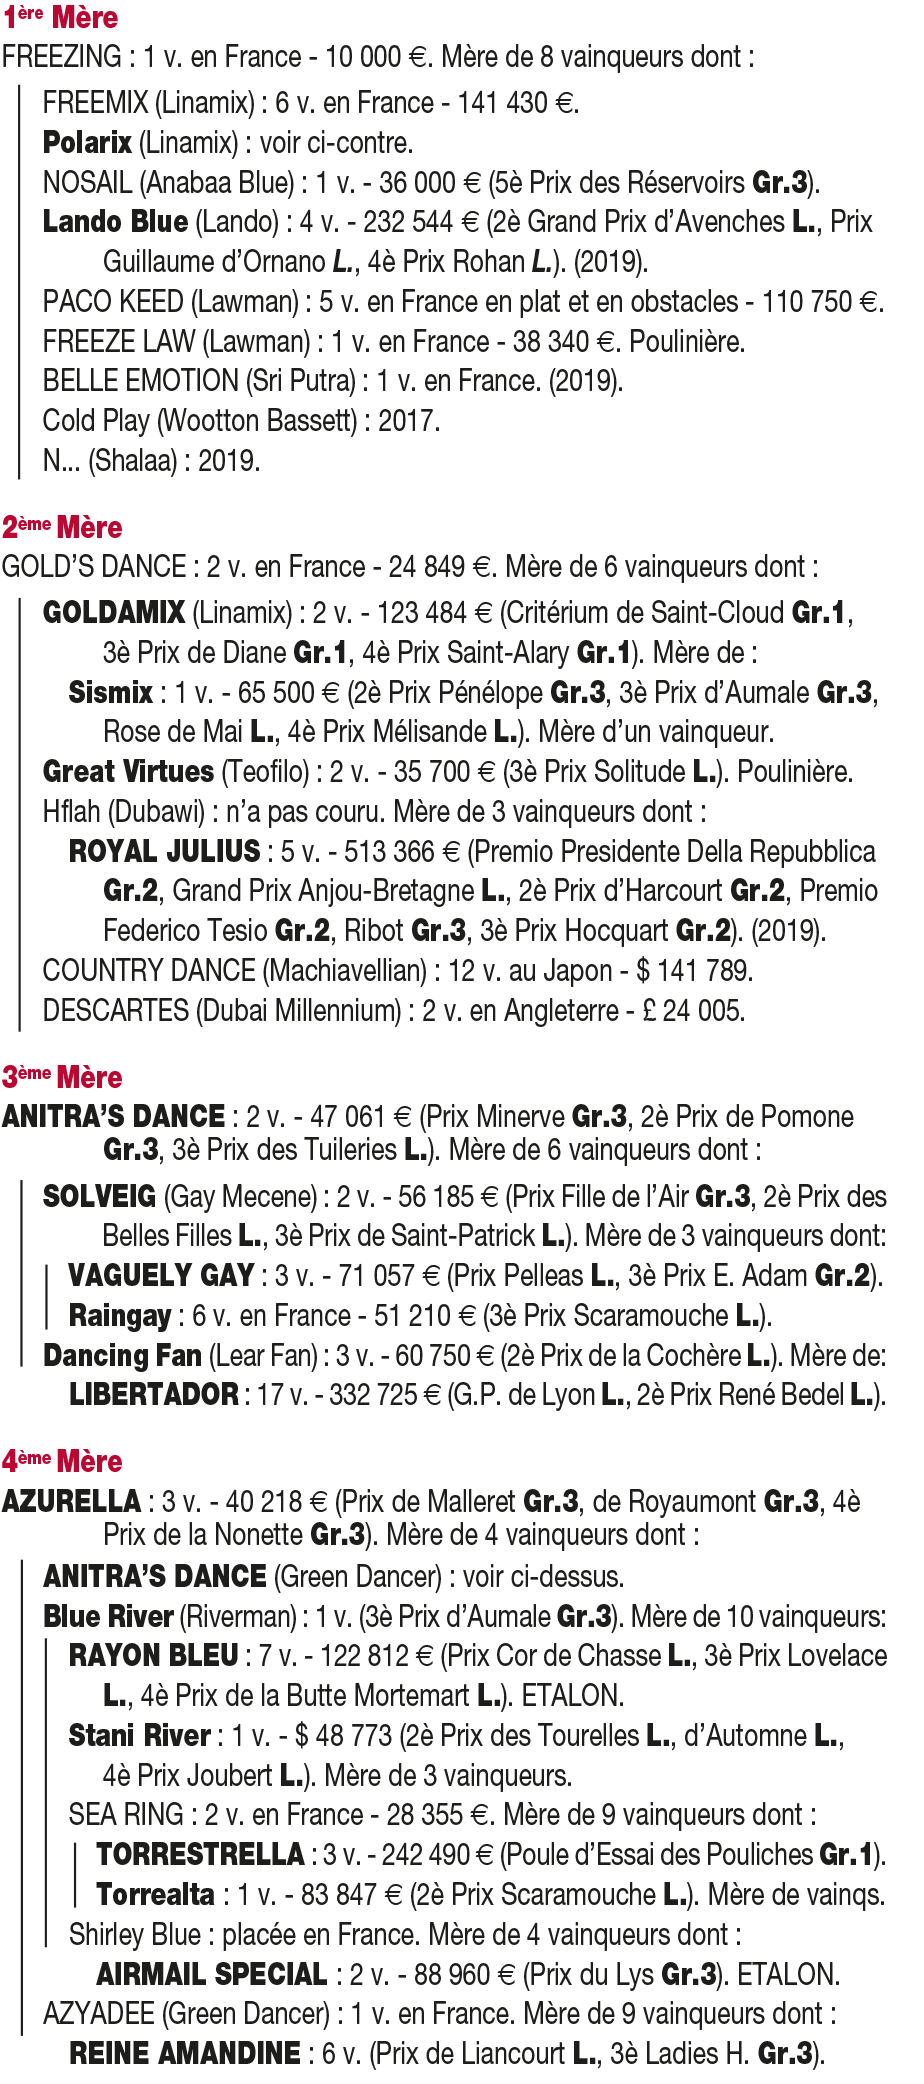 1ère Mère
FREEZING : 1 v. en France - 10 000 €. Mère de 8 vainqueurs dont :
FREEMIX (Linamix) : 6 v. en France - 141 430 €.
Polarix (Linamix) : voir ci-contre.
NOSAIL (Anabaa Blue) : 1 v. - 36 000 € (5è Prix des Réservoirs Gr.3).
Lando Blue (Lando) : 4 v. - 232 544 € (2è Grand Prix d’Avenches L., Prix
Guillaume d’Ornano L., 4è Prix Rohan L.). (2019).
PACO KEED (Lawman) : 5 v. en France en plat et en obstacles - 110 750 €.
FREEZE LAW (Lawman) : 1 v. en France - 38 340 €. Poulinière.
BELLE EMOTION (Sri Putra) : 1 v. en France. (2019).
Cold Play (Wootton Bassett) : 2017.
N... (Shalaa) : 2019.
2ème Mère
GOLD’S DANCE : 2 v. en France - 24 849 €. Mère de 6 vainqueurs dont :
GOLDAMIX (Linamix) : 2 v. - 123 484 € (Critérium de Saint-Cloud Gr.1,
3è Prix de Diane Gr.1, 4è Prix Saint-Alary Gr.1). Mère de :
Sismix : 1 v. - 65 500 € (2è Prix Pénélope Gr.3, 3è Prix d’Aumale Gr.3,
Rose de Mai L., 4è Prix Mélisande L.). Mère d’un vainqueur.
Great Virtues (Teofilo) : 2 v. - 35 700 € (3è Prix Solitude L.). Poulinière.
Hflah (Dubawi) : n’a pas couru. Mère de 3 vainqueurs dont :
ROYAL JULIUS : 5 v. - 513 366 € (Premio Presidente Della Repubblica
Gr.2, Grand Prix Anjou-Bretagne L., 2è Prix d’Harcourt Gr.2, Premio
Federico Tesio Gr.2, Ribot Gr.3, 3è Prix Hocquart Gr.2). (2019).
COUNTRY DANCE (Machiavellian) : 12 v. au Japon - $ 141 789.
DESCARTES (Dubai Millennium) : 2 v. en Angleterre - £ 24 005.
3ème Mère
ANITRA’S DANCE : 2 v. - 47 061 € (Prix Minerve Gr.3, 2è Prix de Pomone
Gr.3, 3è Prix des Tuileries L.). Mère de 6 vainqueurs dont :
SOLVEIG (Gay Mecene) : 2 v. - 56 185 € (Prix Fille de l’Air Gr.3, 2è Prix des
Belles Filles L., 3è Prix de Saint-Patrick L.). Mère de 3 vainqueurs dont:
VAGUELY GAY : 3 v. - 71 057 € (Prix Pelleas L., 3è Prix E. Adam Gr.2).
Raingay : 6 v. en France - 51 210 € (3è Prix Scaramouche L.).
Dancing Fan (Lear Fan) : 3 v. - 60 750 € (2è Prix de la Cochère L.). Mère de:
LIBERTADOR : 17 v. - 332 725 € (G.P. de Lyon L., 2è Prix René Bedel L.).
4ème Mère
AZURELLA : 3 v. - 40 218 € (Prix de Malleret Gr.3, de Royaumont Gr.3, 4è
Prix de la Nonette Gr.3). Mère de 4 vainqueurs dont :
ANITRA’S DANCE (Green Dancer) : voir ci-dessus.
Blue River (Riverman) : 1 v. (3è Prix d’Aumale Gr.3). Mère de 10 vainqueurs:
RAYON BLEU : 7 v. - 122 812 € (Prix Cor de Chasse L., 3è Prix Lovelace
L., 4è Prix de la Butte Mortemart L.). ETALON.
Stani River : 1 v. - $ 48 773 (2è Prix des Tourelles L., d’Automne L.,
4è Prix Joubert L.). Mère de 3 vainqueurs.
SEA RING : 2 v. en France - 28 355 €. Mère de 9 vainqueurs dont :
TORRESTRELLA : 3 v. - 242 490 € (Poule d’Essai des Pouliches Gr.1).
Torrealta : 1 v. - 83 847 € (2è Prix Scaramouche L.). Mère de vainqs.
Shirley Blue : placée en France. Mère de 4 vainqueurs dont :
AIRMAIL SPECIAL : 2 v. - 88 960 € (Prix du Lys Gr.3). ETALON.
AZYADEE (Green Dancer) : 1 v. en France. Mère de 9 vainqueurs dont :
REINE AMANDINE : 6 v. (Prix de Liancourt L., 3è Ladies H. Gr.3).